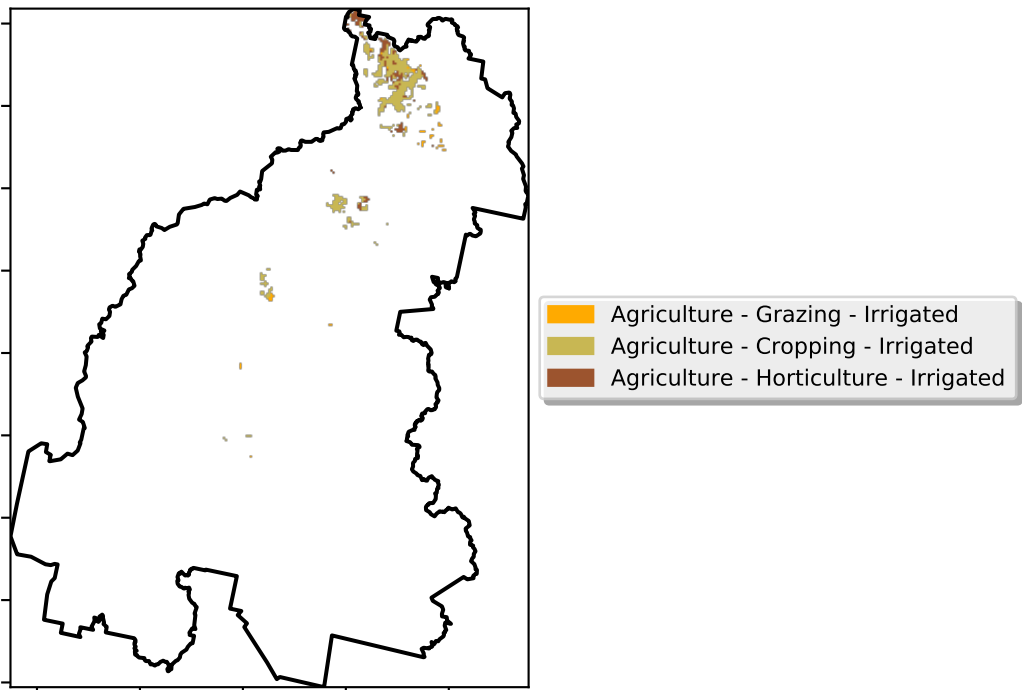 Agriculture - Grazing - Irrigated
Agriculture - Cropping - Irrigated
Agriculture - Horticulture - Irrigated